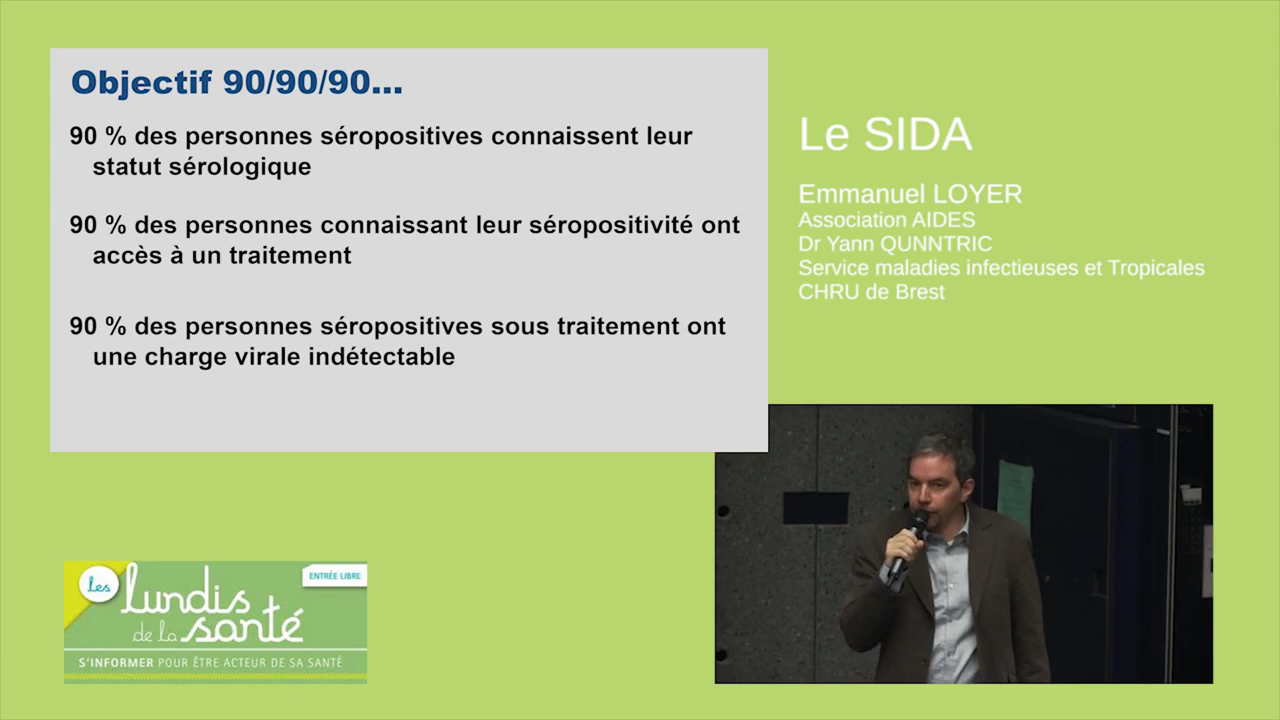 Objectif 90/90/90...
90 % des personnes séropositives connaissent leur
statut sérologique
90 % des personnes connaissant leur séropositivité ont
accès à un traitement
90 % des personnes séropositives sous traitement ont
une charge virale indétectable
Le SIDA
Emmanuel LOYER
Association AIDES
Dr Yann QUNNTRIC
Service maladies infectieuses et Tropicales
CHRU de Brest
les
lundis
de la santé
ENTRÉE LIBRE
S'INFORMER POUR ÊTRE ACTEUR DE SA SANTÉ